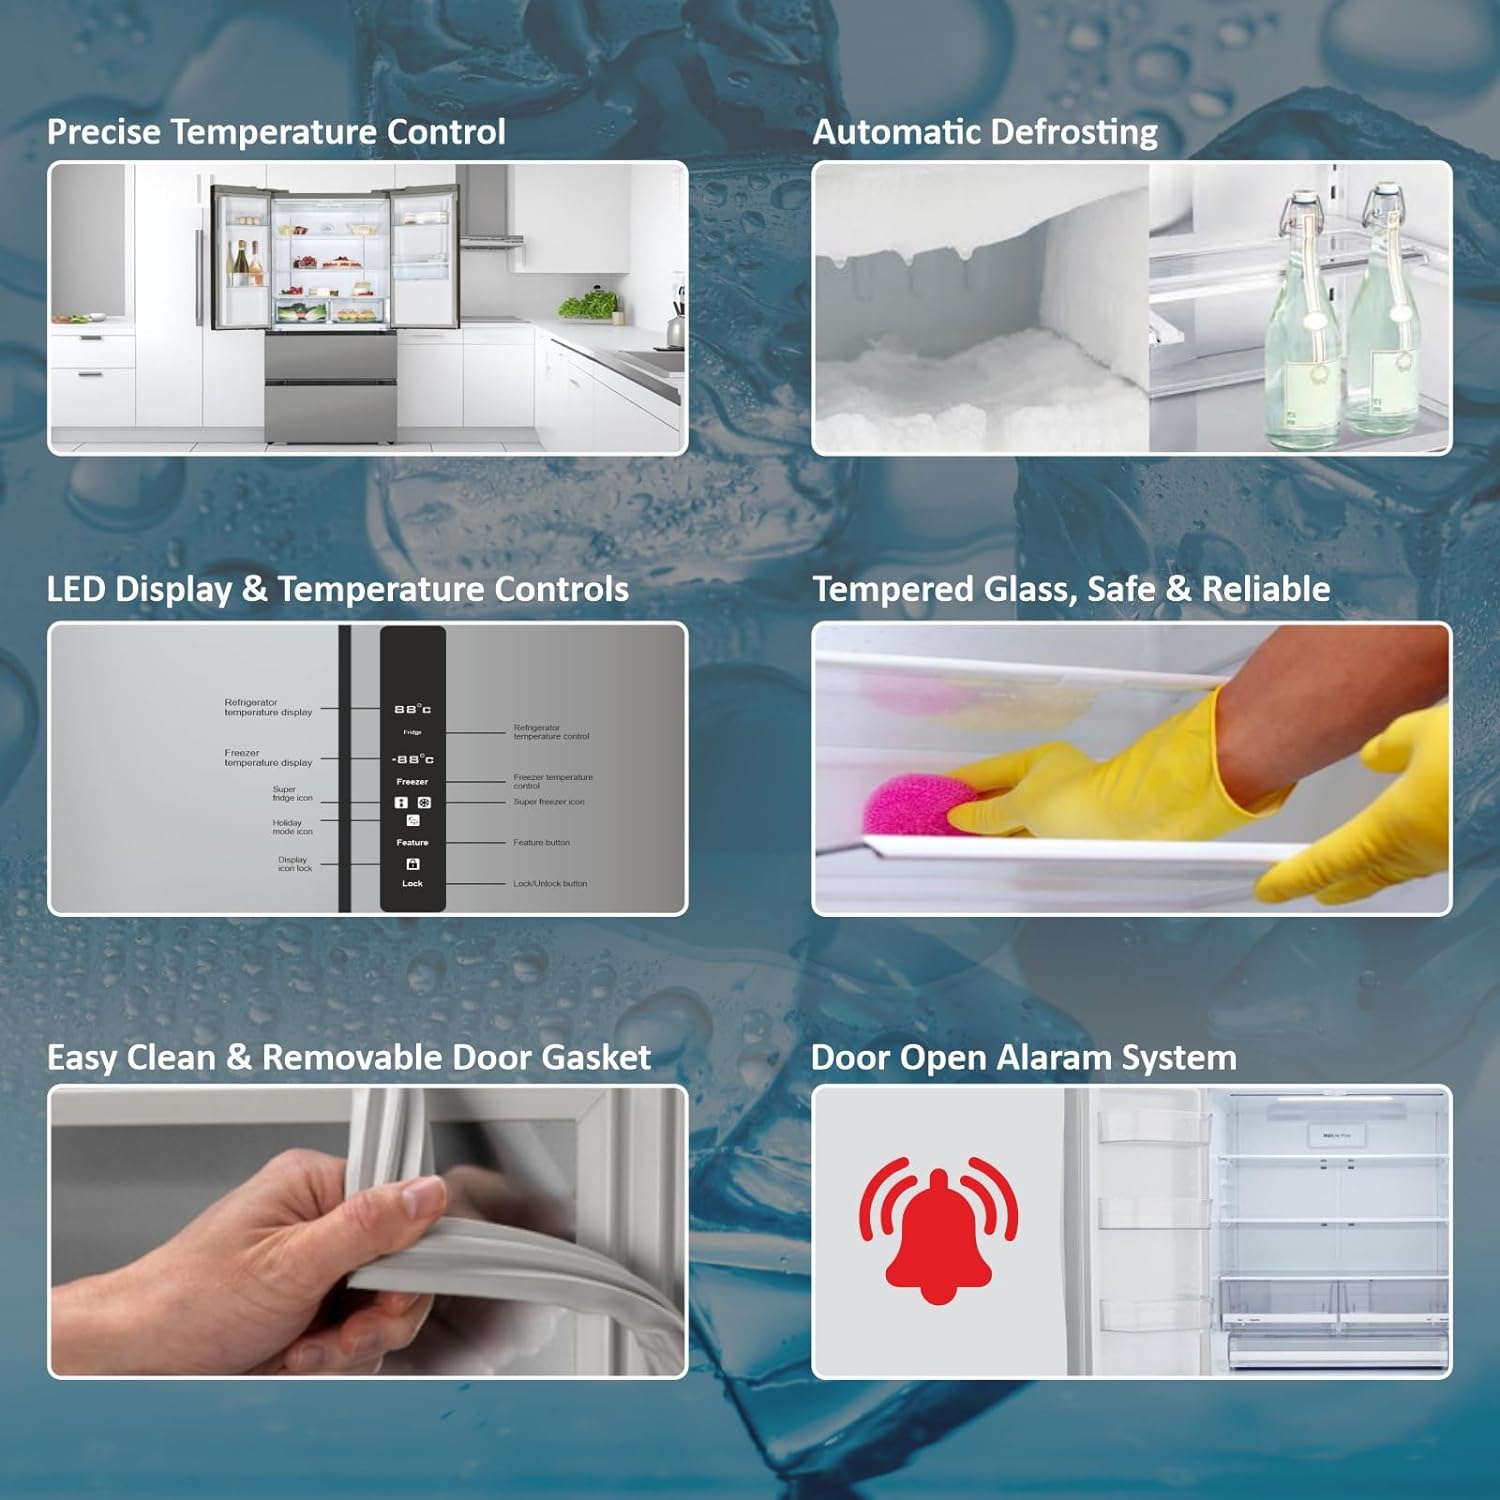 Precise Temperature Control
Automatic Defrosting
LED Display & Temperature Controls
Refrigerator
temperature display
Freezer
temperature display
Super
fridge icon
Holiday
mode icon
Display
icon lock
88°c
Fridge
-88°c
Freezer
Feature
Lock
Refrigerator
temperature control
Freezer temperature
control
Super freezer icon
Feature button
Lock/Unlock button
Tempered Glass, Safe & Reliable
Easy Clean & Removable Door Gasket
Door Open Alaram System